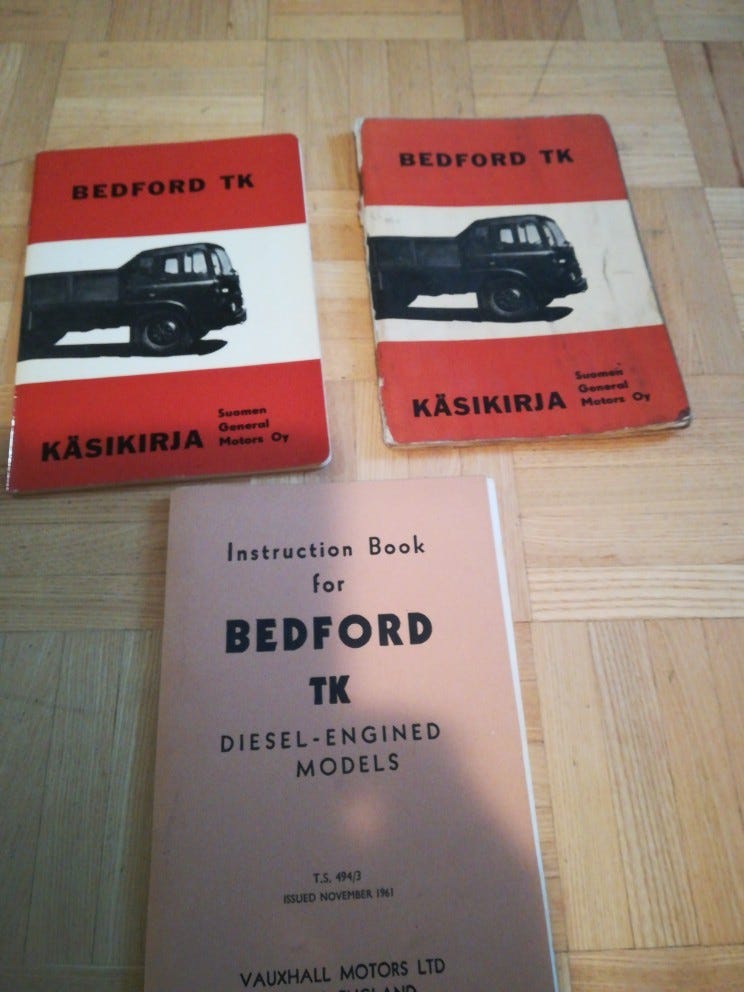 BEDFORD TK
KÄSIKIRJA
Suomen
General
Motors Oy
BEDFORD TK
KÄSIKIRJA
Suomen
General
Motors Oy
Instruction Book
for
BEDFORD
TK
DIESEL-ENGINED
MODELS
T.S. 494/3
ISSUED NOVEMBER 1961
VAUXHALL MOTORS LTD
ENGLAND